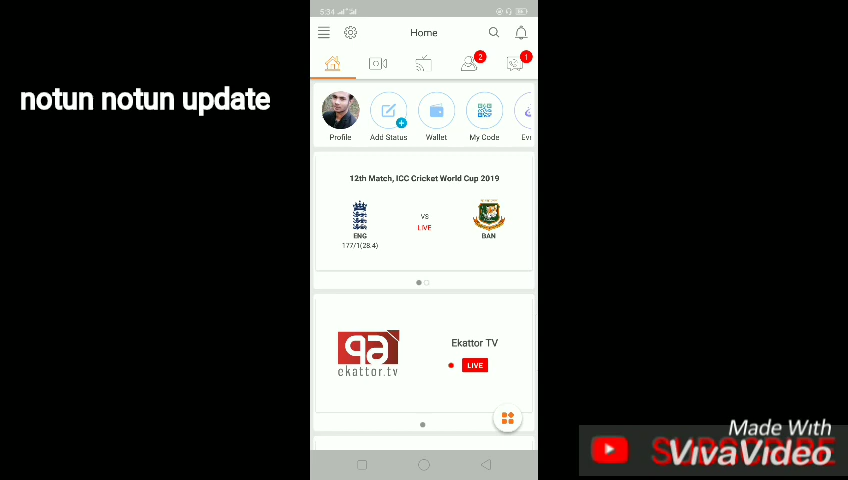 5:34
Home
2
1
notun notun update
Profile
Add Status
Wallet
My Code
12th Match, ICC Cricket World Cup 2019
VS
LIVE
ENG
BAN
177/1(28.4)
Ekattor TV
LIVE
ekattor.tv
Made With
SUBSCRIBE
VivaVideo